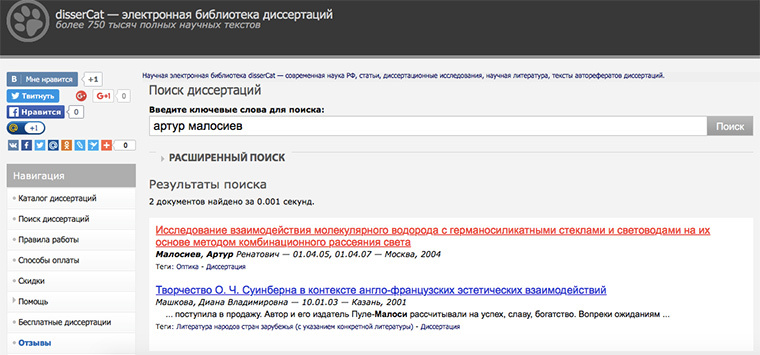 disserCat — электронная библиотека диссертаций
более 750 тысяч полных научных текстов
В Мне нравится +1
Твитнуть G+1 0
Нравится 0
@ +1
0
Научная электронная библиотека disserCat — современная наука РФ, статьи, диссертационные исследования, научная литература, тексты авторефератов диссертаций.
Поиск диссертаций
Введите ключевые слова для поиска:
артур малосиев Поиск
РАСШИРЕННЫЙ ПОИСК
Результаты поиска
2 документов найдено за 0.001 секунд.
Исследование взаимодействия молекулярного водорода с германосиликатными стеклами и световодами на их
основе методом комбинационного рассеяния света
Малосиев, Артур Ренатович — 01.04.05, 01.04.07 — Москва, 2004
Теги: Оптика - Диссертация
Творчество О. Ч. Суинберна в контексте англо-французских эстетических взаимодействий
Машкова, Диана Владимировна — 10.01.03 — Казань, 2001
... поступила в продажу. Автор и его издатель Пуле-Малоси рассчитывали на успех, славу, богатство. Вопреки ожиданиям ...
Теги: Литература народов стран зарубежья (с указанием конкретной литературы) - Диссертация
Навигация
Каталог диссертаций
Поиск диссертаций
Правила работы
Способы оплаты
Скидки
Помощь
Бесплатные диссертации
Отзывы